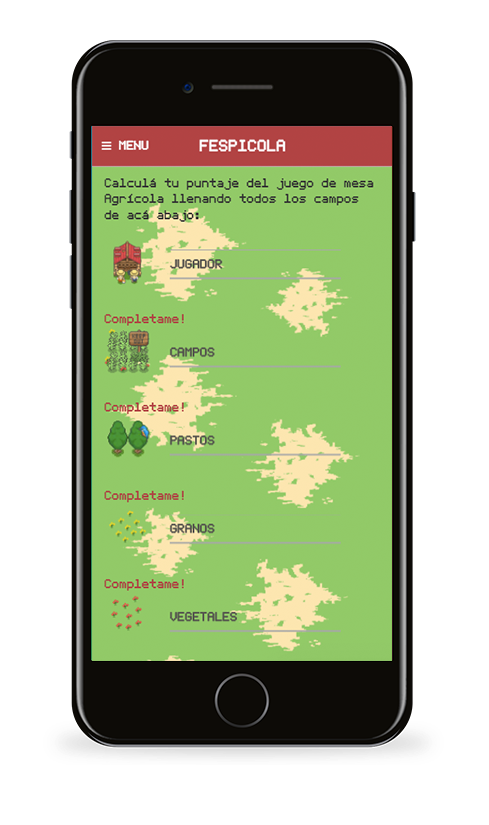 ≡ MENU FESPICOLA
Calculá tu puntaje del juego de mesa
Agrícola llenando todos los campos
de acá abajo:
JUGADOR
Completame!
CAMPOS
Completame!
PASTOS
Completame!
GRANOS
Completame!
VEGETALES